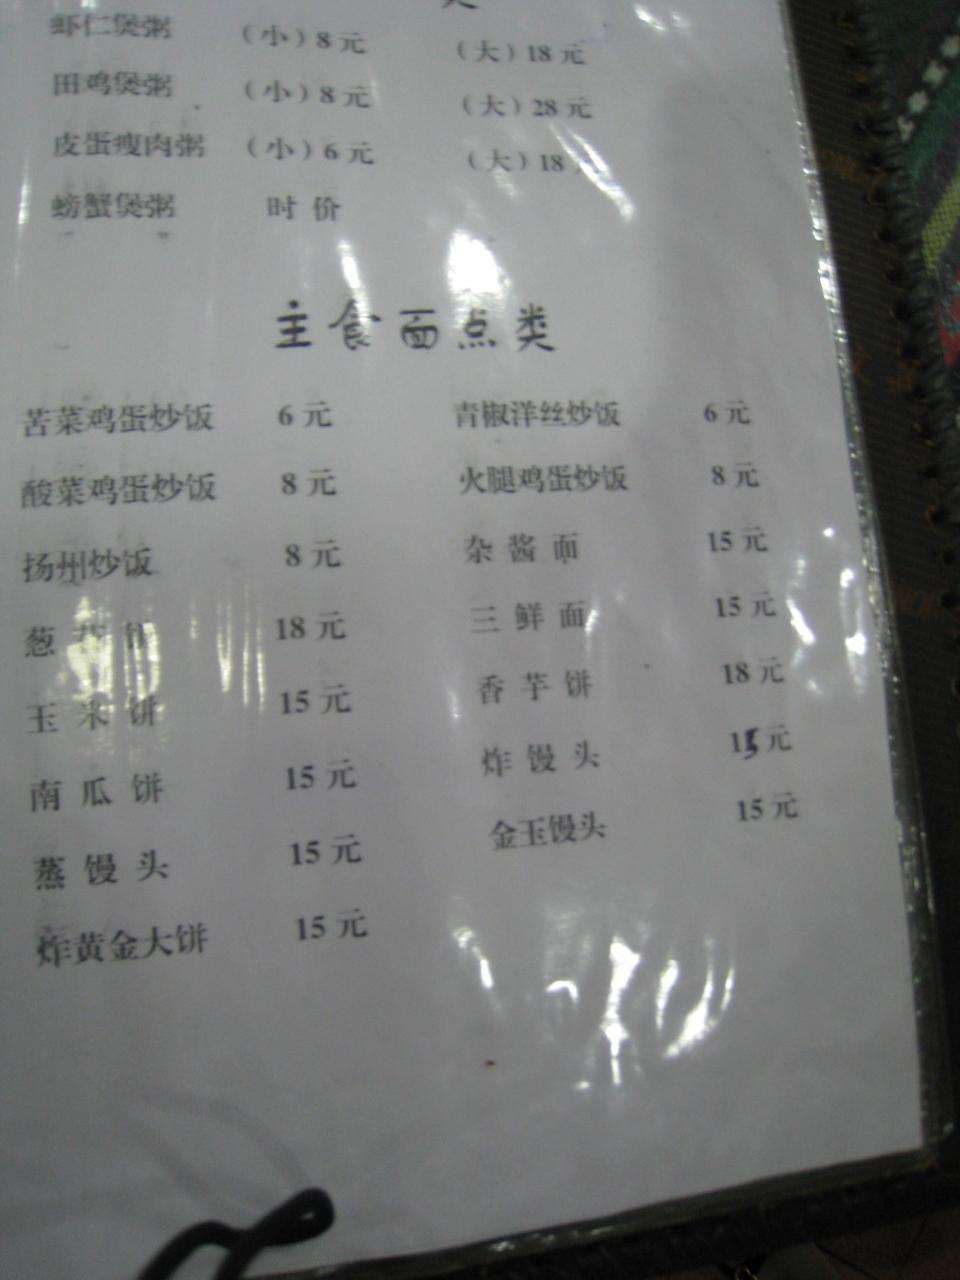 虾仁煲粥 （小）8元 （大）18元
田鸡煲粥 （小）8元 （大）28元
皮蛋瘦肉粥 （小）6元 （大）18
螃蟹煲粥 时价
主食面点类
苦菜鸡蛋炒饭 6元 青椒洋丝炒饭 6元
酸菜鸡蛋炒饭 8元 火腿鸡蛋炒饭 8元
扬州炒饭 8元 杂酱面 15元
葱 饼 18元 三鲜面 15元
玉米饼 15元 香芋饼 18元
南瓜饼 15元 炸馒头 15元
蒸馒头 15元 金玉馒头 15元
炸黄金大饼 15元